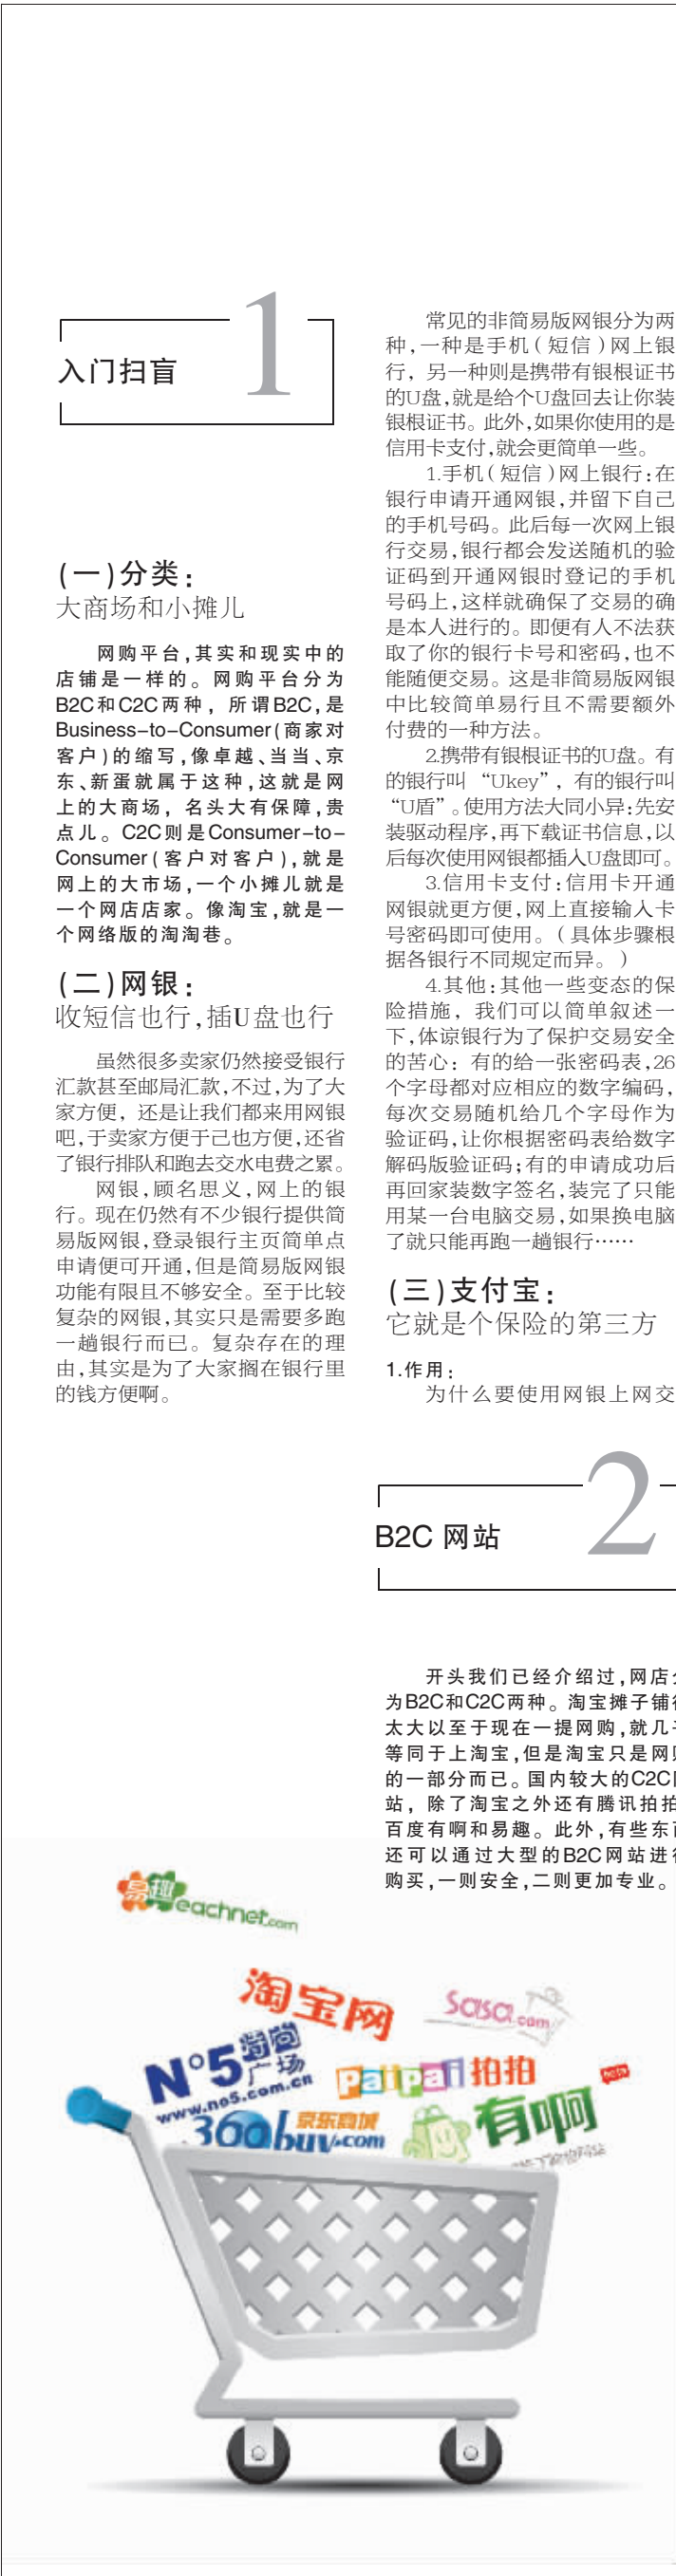 1
入门扫盲
(一)分类：
大商场和小摊儿
网购平台，其实和现实中的
店铺是一样的。网购平台分为
B2C和C2C两种，所谓B2C，是
Business-to-Consumer(商家对
客户)的缩写，像卓越、当当、京
东、新蛋就属于这种，这就是网
上的大商场，名头大有保障，贵
点儿。C2C则是Consumer-to-
Consumer(客户对客户)，就是
网上的大市场，一个小摊儿就是
一个网店店家。像淘宝，就是一
个网络版的淘淘巷。
(二)网银：
收短信也行，插U盘也行
虽然很多卖家仍然接受银行
汇款甚至邮局汇款，不过，为了大
家方便，还是让我们都来用网银
吧，于卖家方便于己也方便，还省
了银行排队和跑去交水电费之累。
网银，顾名思义，网上的银
行。现在仍然有不少银行提供简
易版网银，登录银行主页简单点
申请便可开通，但是简易版网银
功能有限且不够安全。至于比较
复杂的网银，其实只是需要多跑
一趟银行而已。复杂存在的理
由，其实是为了大家搁在银行里
的钱方便啊。
常见的非简易版网银分为两
种，一种是手机(短信)网上银
行，另一种则是携带有银根证书
的U盘，就是给个U盘回去让你装
银根证书。此外，如果你使用的是
信用卡支付，就会更简单一些。
1.手机(短信)网上银行：在
银行申请开通网银，并留下自己
的手机号码。此后每一次网上银
行交易，银行都会发送随机的验
证码到开通网银时登记的手机
号码上，这样就确保了交易的确
是本人进行的。即便有人不法获
取了你的银行卡号和密码，也不
能随便交易。这是非简易版网银
中比较简单易行且不需要额外
付费的一种方法。
2.携带有银根证书的U盘。有
的银行叫“Ukey”，有的银行叫
“U盾”。使用方法大同小异：先安
装驱动程序，再下载证书信息，以
后每次使用网银都插入U盘即可。
3.信用卡支付：信用卡开通
网银就更方便，网上直接输入卡
号密码即可使用。(具体步骤根
据各银行不同规定而异。)
4.其他：其他一些变态的保
险措施，我们可以简单叙述一
下，体谅银行为了保护交易安全
的苦心：有的给一张密码表，26
个字母都对应相应的数字编码，
每次交易随机给几个字母作为
验证码，让你根据密码表给数字
解码版验证码；有的申请成功后
再回家装数字签名，装完了只能
用某一台电脑交易，如果换电脑
了就只能再跑一趟银行……
(三)支付宝：
它就是个保险的第三方
1.作用：
为什么要使用网银上网交
2
B2C 网站
开头我们已经介绍过，网店
为B2C和C2C两种。淘宝摊子铺
太大以至于现在一提网购，就几
等同于上淘宝，但是淘宝只是网
的一部分而已。国内较大的C2C
站，除了淘宝之外还有腾讯拍拍
百度有啊和易趣。此外，有些东
还可以通过大型的B2C网站进
购买，一则安全，二则更加专业。
易趣 eachnet.com
淘宝网
sasa.com
N°5 时尚广场
www.no5.com.cn
PaiPai 拍拍
360buy.com 京东商城
有啊 beta